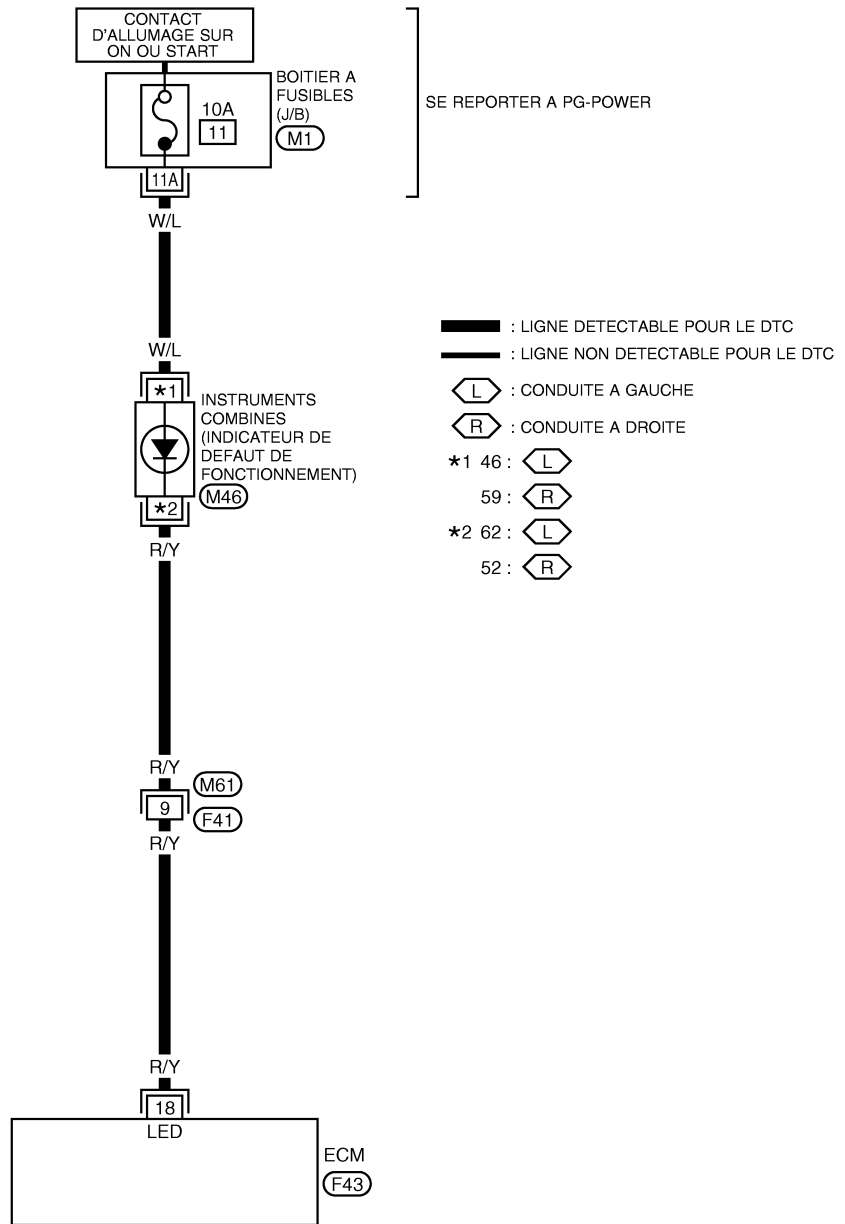 CONTACT
D'ALLUMAGE SUR
ON OU START
BOITIER A
FUSIBLES
(J/B)
M1
10A
11
11A
SE REPORTER A PG-POWER
W/L
W/L
★1
INSTRUMENTS
COMBINES
(INDICATEUR DE
DEFAUT DE
FONCTIONNEMENT)
M46
★2
R/Y
: LIGNE DETECTABLE POUR LE DTC
: LIGNE NON DETECTABLE POUR LE DTC
L : CONDUITE A GAUCHE
R : CONDUITE A DROITE
★1 46 : L
59 : R
★2 62 : L
52 : R
R/Y
M61
9
F41
R/Y
R/Y
18
LED
ECM
F43